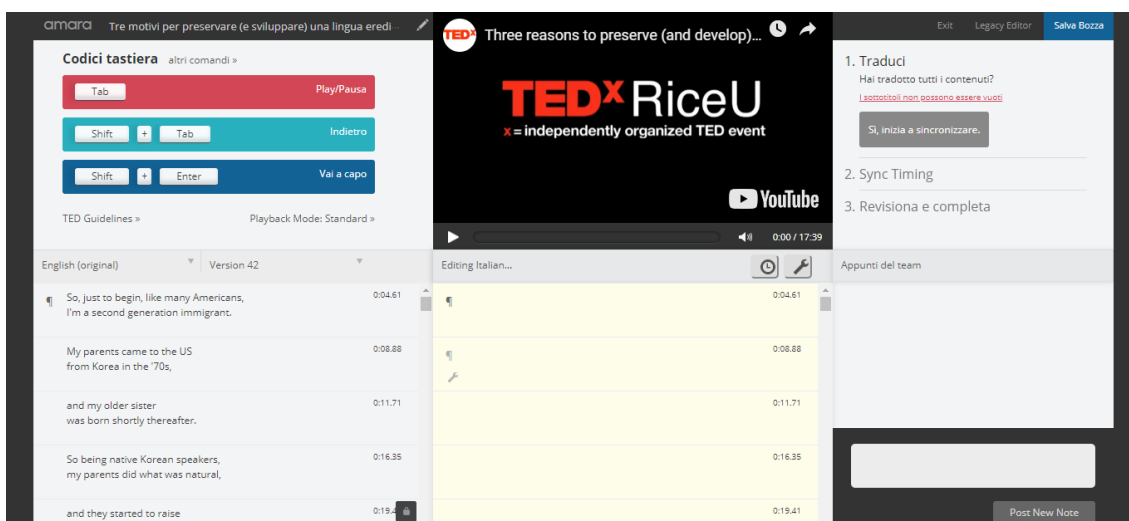 amara
Tre motivi per preservare (e sviluppare) una lingua eredi...
Codici tastiera altri comandi »
Tab Play/Pausa
Shift + Tab Indietro
Shift + Enter Vai a capo
TED Guidelines » Playback Mode: Standard »
TEDx Three reasons to preserve (and develop)...
TEDx RiceU
x = independently organized TED event
YouTube
0:00 / 17:39
Exit Legacy Editor Salva Bozza
1. Traduci
Hai tradotto tutti i contenuti?
I sottotitoli non possono essere vuoti
Sì, inizia a sincronizzare.
2. Sync Timing
3. Revisiona e completa
English (original) Version 42
¶ So, just to begin, like many Americans, 0:04.61
I'm a second generation immigrant.
My parents came to the US 0:08.88
from Korea in the '70s,
and my older sister 0:11.71
was born shortly thereafter.
So being native Korean speakers, 0:16.35
my parents did what was natural,
and they started to raise 0:19.4
Editing Italian...
¶ 0:04.61
¶ 0:08.88
0:11.71
0:16.35
0:19.41
Appunti del team
Post New Note